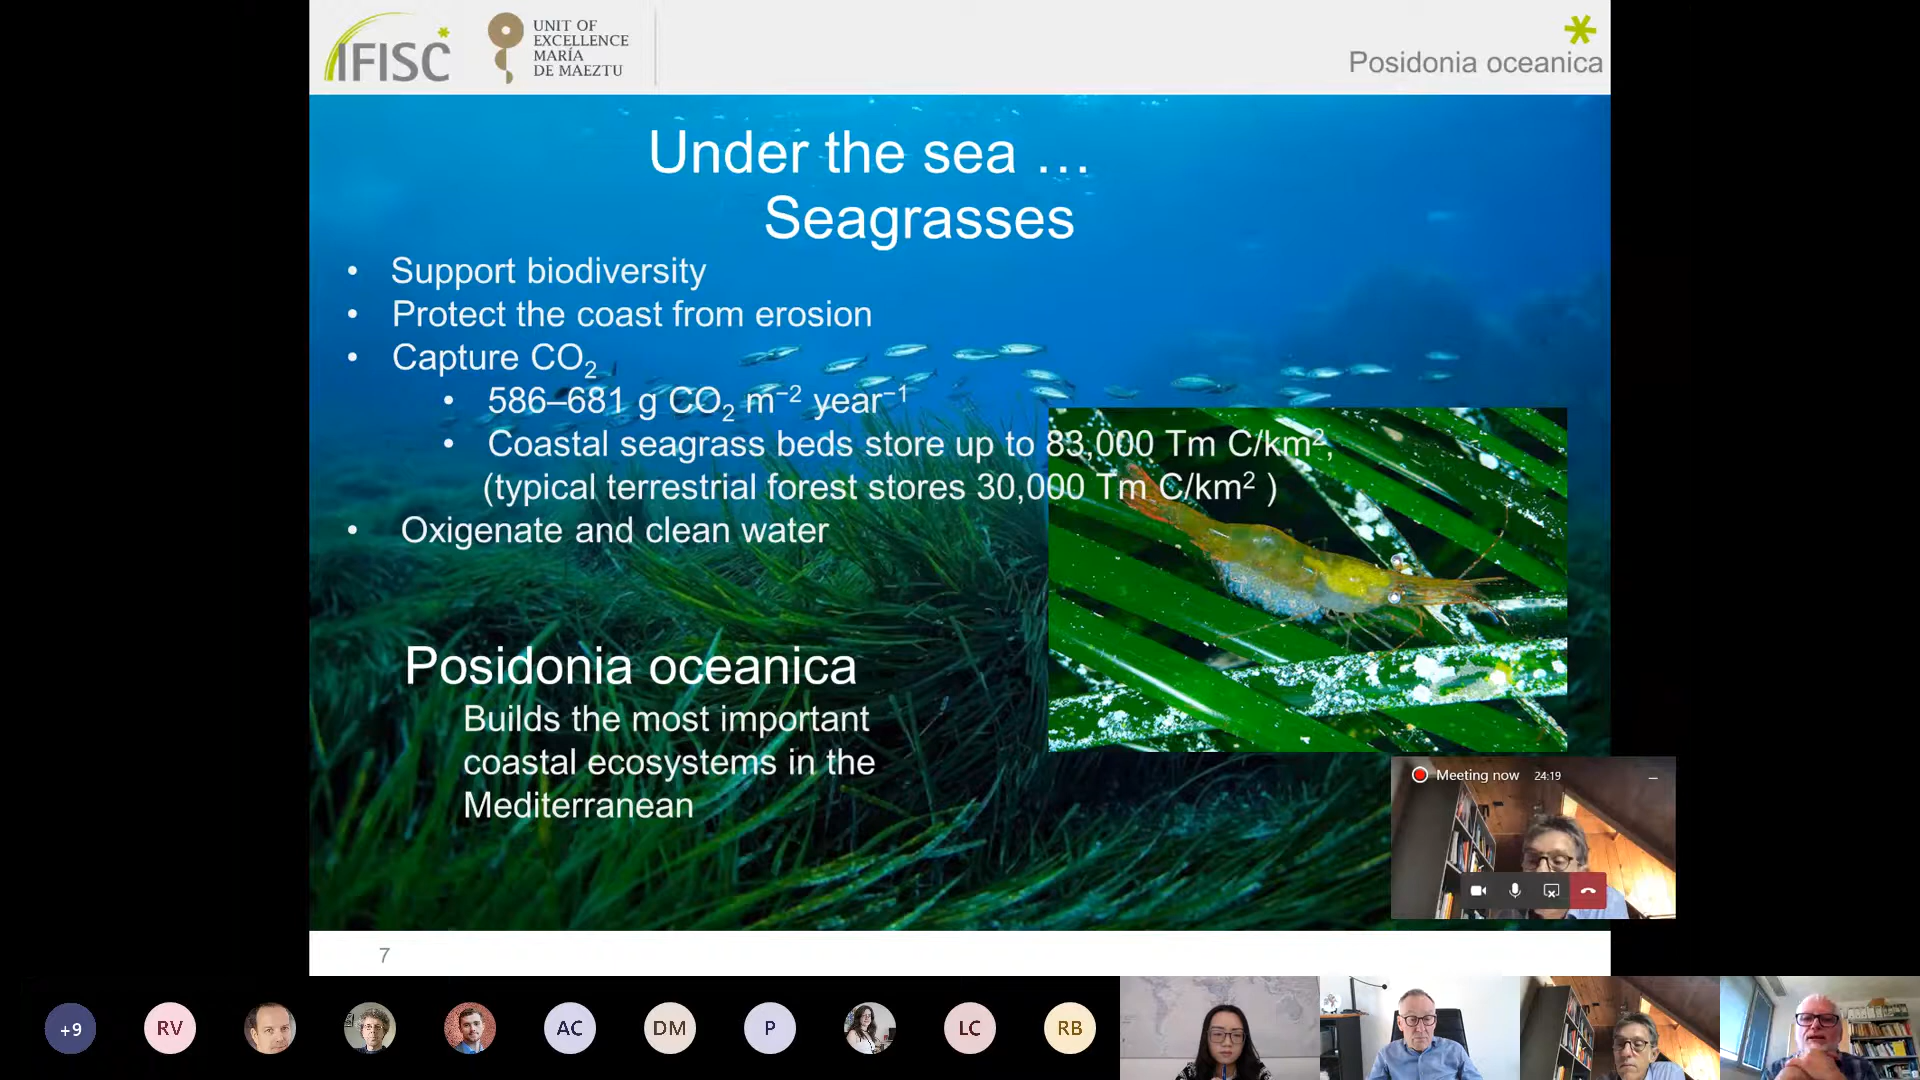 IFISC
UNIT OF
EXCELLENCE
MARÍA
DE MAEZTU
Posidonia oceanica
Under the sea …
Seagrasses
• Support biodiversity
• Protect the coast from erosion
• Capture CO₂
• 586–681 g CO₂ m⁻² year⁻¹
• Coastal seagrass beds store up to 83,000 Tm C/km²,
(typical terrestrial forest stores 30,000 Tm C/km² )
• Oxigenate and clean water
Posidonia oceanica
Builds the most important
coastal ecosystems in the
Mediterranean
Meeting now 24:19
7
+9
RV
AC
DM
P
LC
RB